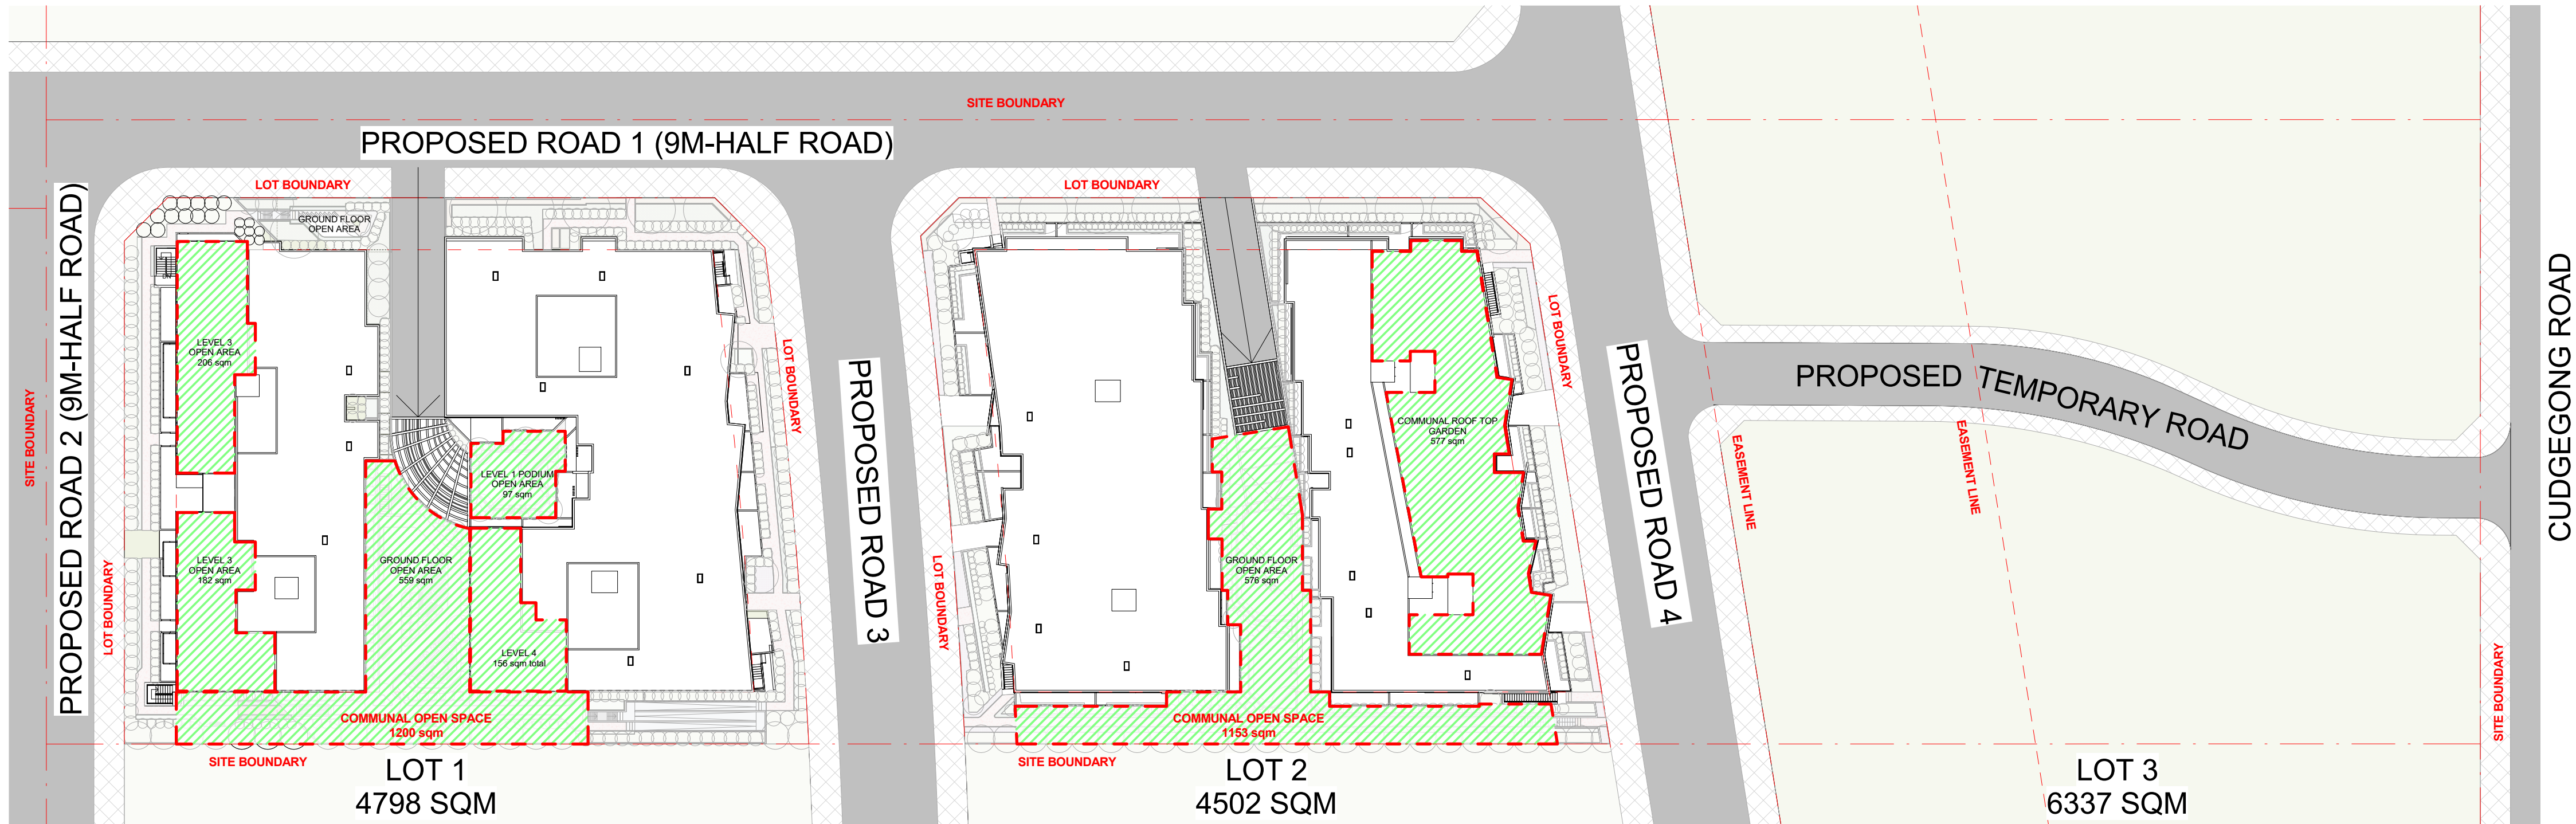 SITE BOUNDARY
PROPOSED ROAD 1 (9M-HALF ROAD)
LOT BOUNDARY
LOT BOUNDARY
GROUND FLOOR
OPEN AREA
PROPOSED ROAD 2 (9M-HALF ROAD)
SITE BOUNDARY
LOT BOUNDARY
LEVEL 3
OPEN AREA
206 sqm
LEVEL 3
OPEN AREA
182 sqm
GROUND FLOOR
OPEN AREA
559 sqm
LEVEL 1 PODIUM
OPEN AREA
97 sqm
LEVEL 4
156 sqm total
COMMUNAL OPEN SPACE
1200 sqm
SITE BOUNDARY
LOT 1
4798 SQM
LOT BOUNDARY
PROPOSED ROAD 3
LOT BOUNDARY
GROUND FLOOR
OPEN AREA
576 sqm
COMMUNAL ROOF TOP
GARDEN
577 sqm
COMMUNAL OPEN SPACE
1153 sqm
SITE BOUNDARY
LOT 2
4502 SQM
LOT BOUNDARY
PROPOSED ROAD 4
EASEMENT LINE
EASEMENT LINE
PROPOSED TEMPORARY ROAD
LOT 3
6337 SQM
SITE BOUNDARY
CUDGEGONG ROAD